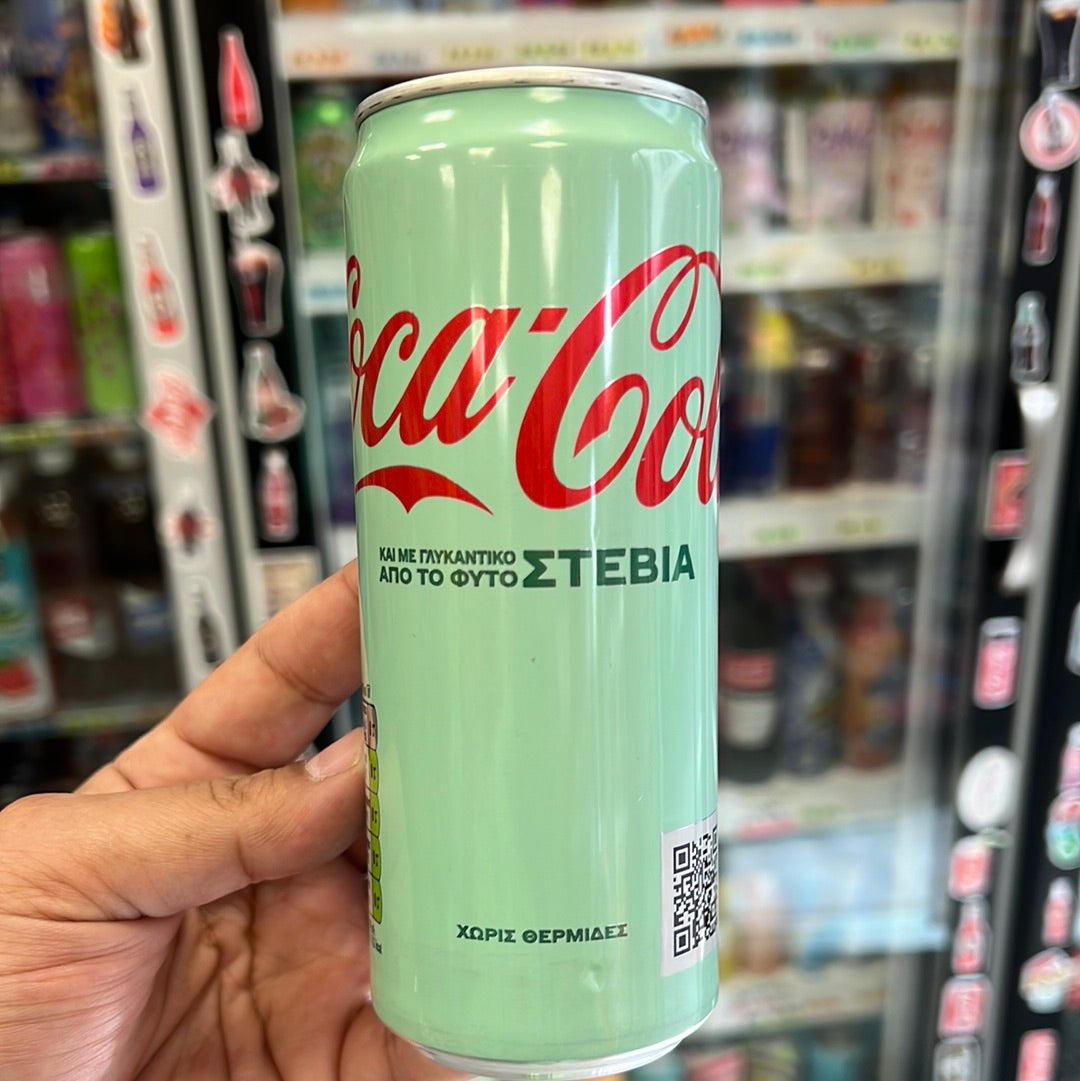 Coca-Cola
ΚΑΙ ΜΕ ΓΛΥΚΑΝΤΙΚΟ
ΑΠΟ ΤΟ ΦΥΤΟ ΣΤΕΒΙΑ
ΧΩΡΙΣ ΘΕΡΜΙΔΕΣ